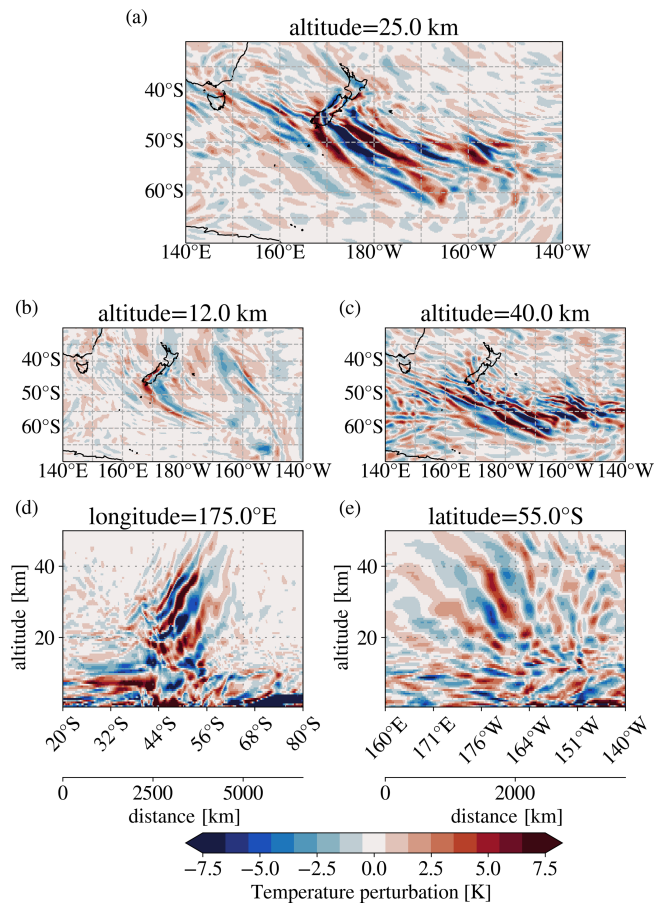 (a)
altitude=25.0 km
40°S
50°S
60°S
140°E 160°E 180°W 160°W 140°W
(b) altitude=12.0 km (c) altitude=40.0 km
40°S 40°S
50°S 50°S
60°S 60°S
140°E 160°E 180°W 160°W 140°W 140°E 160°E 180°W 160°W 140°W
(d) longitude=175.0°E (e) latitude=55.0°S
altitude [km] 40 20 altitude [km] 40 20
20°S 32°S 44°S 56°S 68°S 80°S 160°E 171°E 176°W 164°W 151°W 140°W
0 2500 5000 0 2000
distance [km] distance [km]
−7.5 −5.0 −2.5 0.0 2.5 5.0 7.5
Temperature perturbation [K]